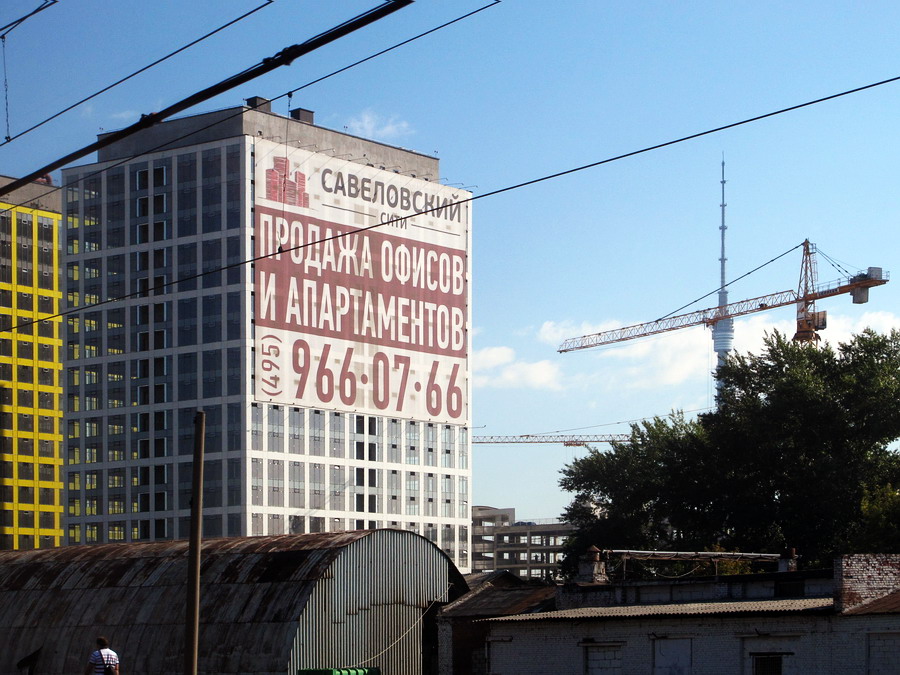 САВЕЛОВСКИЙ
СИТИ
ПРОДАЖА ОФИСОВ
И АПАРТАМЕНТОВ
(495) 966·07·66